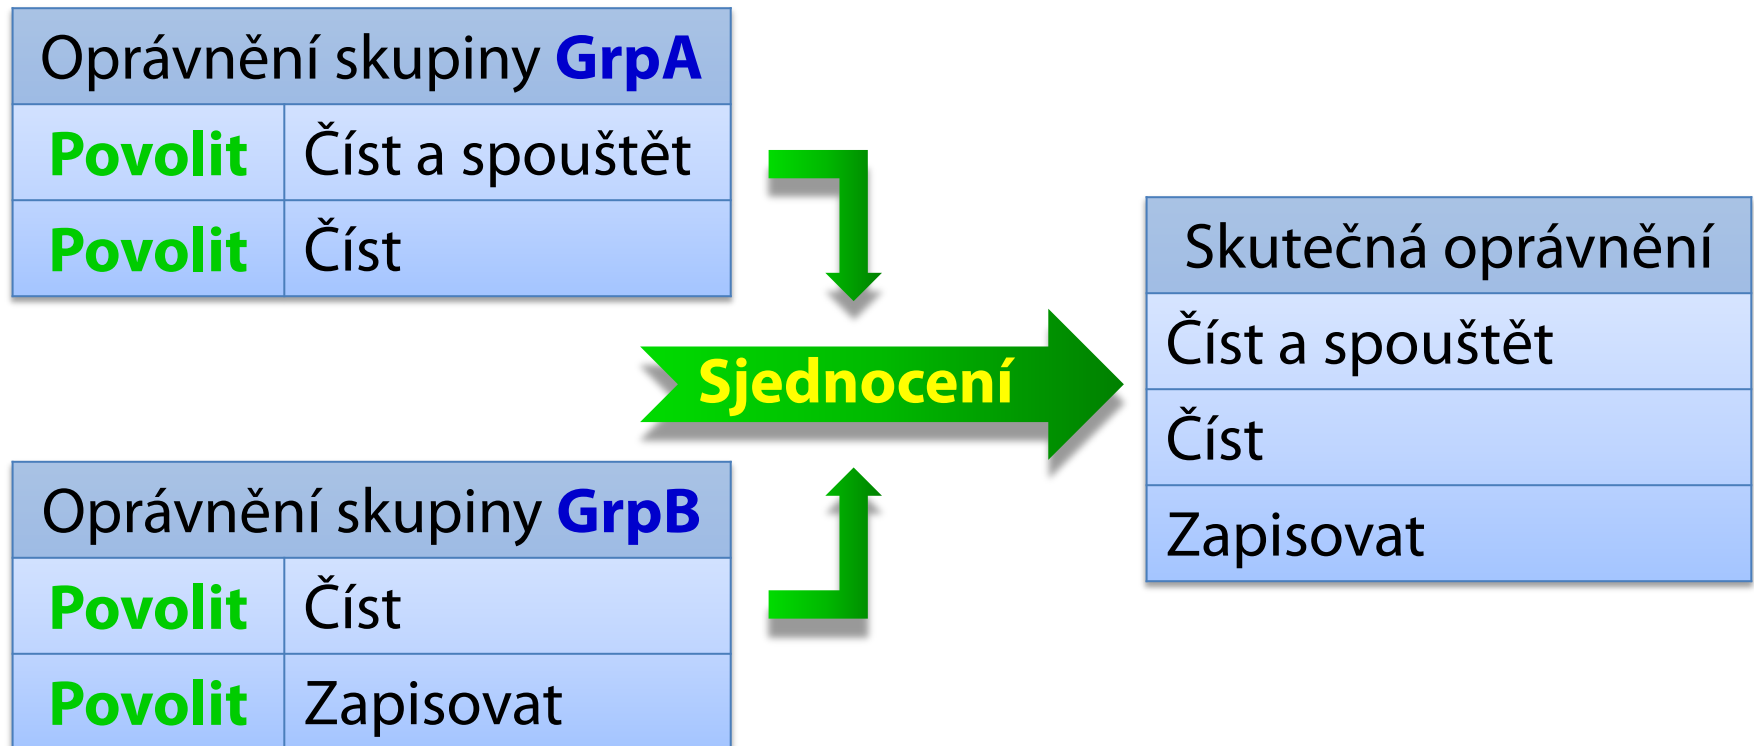 Oprávnění skupiny GrpA
Povolit Číst a spouštět
Povolit Číst
Sjednocení
Oprávnění skupiny GrpB
Povolit Číst
Povolit Zapisovat
Skutečná oprávnění
Číst a spouštět
Číst
Zapisovat